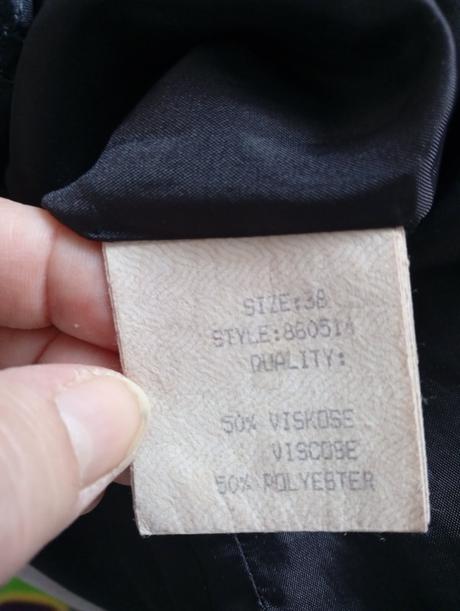 SIZE:38
STYLE:860514
QUALITY:
50% VISKOSE
VISCOSE
50% POLYESTER